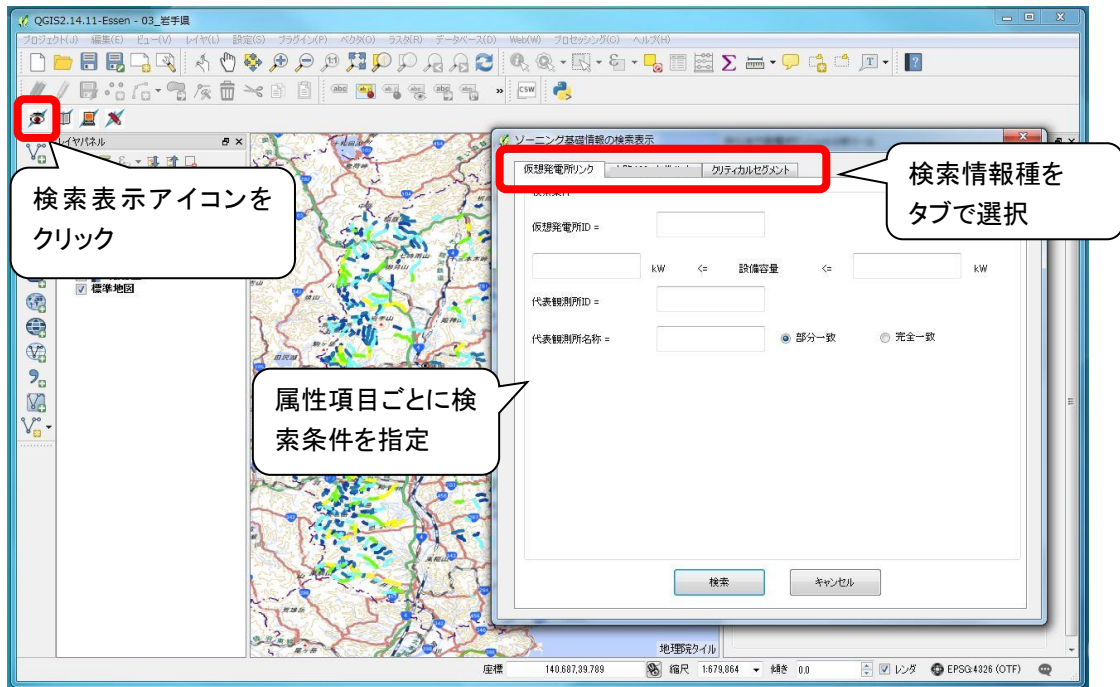 QGIS2.14.11-Essen - 03_岩手県
プロジェクト(J) 編集(E) ビュー(V) レイヤ(L) 設定(S) プラグイン(P) ベクタ(O) ラスタ(R) データベース(D) Web(W) プロセッシング(C) ヘルプ(H)
レイヤパネル
検索表示アイコンを
クリック
標準地図
ゾーニング基礎情報の検索表示
仮想発電所リンク
クリティカルセグメント
検索情報種を
タブで選択
仮想発電所ID =
kW <= 設備容量 <= kW
代表観測所ID =
代表観測所名称 = 部分一致 完全一致
属性項目ごとに検
索条件を指定
検索 キャンセル
地理院タイル
座標 140.687,39.789 縮尺 1:679,864 傾き 0.0 レンダ EPSG:4326 (OTF)